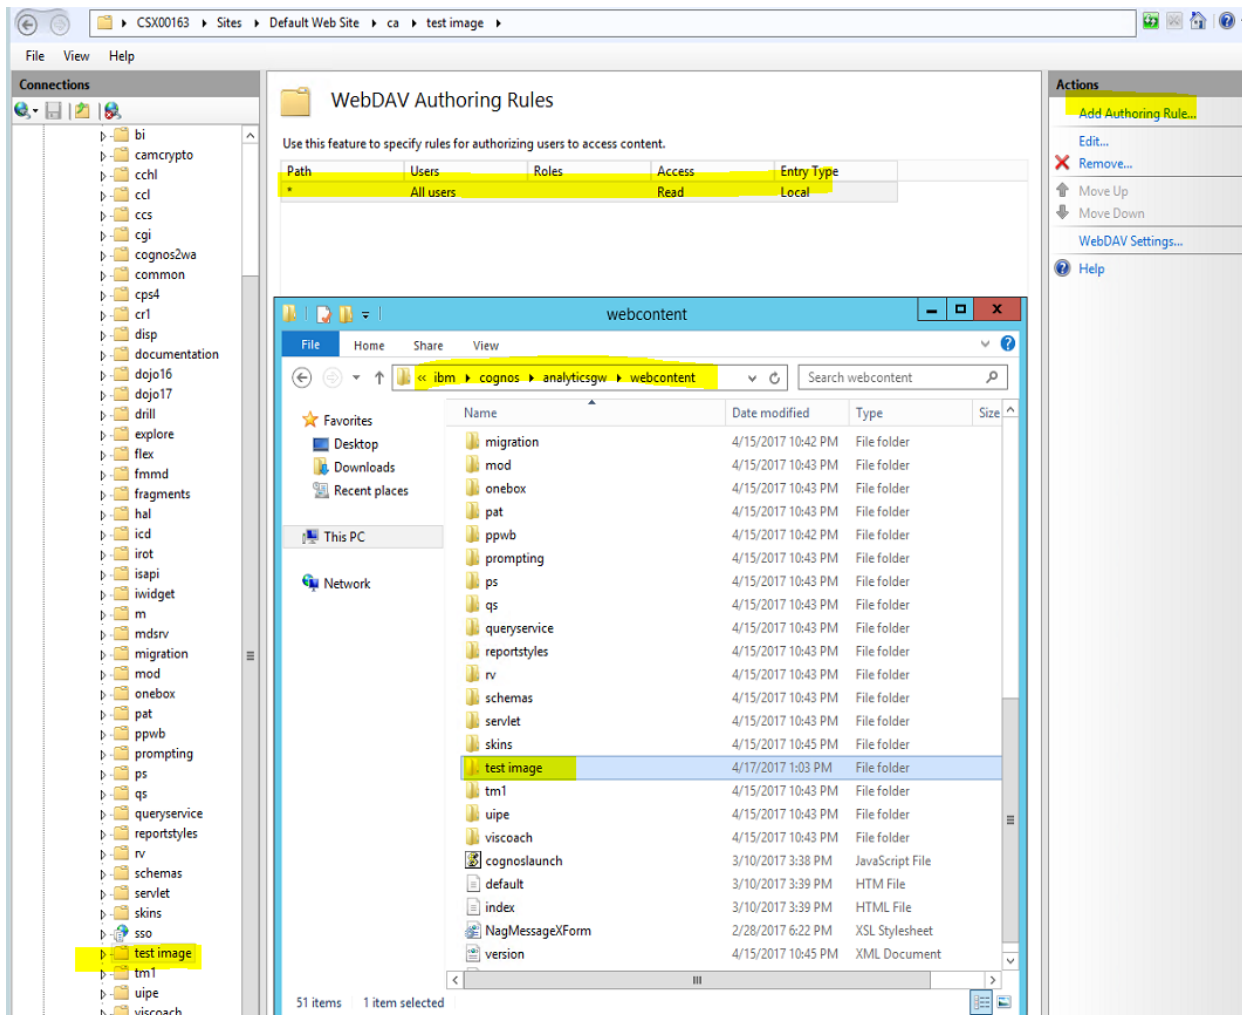 CSX00163 Sites Default Web Site ca test image
File View Help
Connections
bi
camcrypto
cchl
ccl
ccs
cgi
cognos2wa
common
cps4
cr1
disp
documentation
dojo16
dojo17
drill
explore
flex
fmmd
fragments
hal
icd
irot
isapi
iwidget
m
mdsrv
migration
mod
onebox
pat
ppwb
prompting
ps
qs
queryservice
reportstyles
rv
schemas
servlet
skins
sso
test image
tm1
uipe
viscoach
WebDAV Authoring Rules
Use this feature to specify rules for authorizing users to access content.
Path Users Roles Access Entry Type
* All users Read Local
webcontent
File Home Share View
« ibm cognos analyticsgw webcontent
Search webcontent
Favorites
Desktop
Downloads
Recent places
This PC
Network
Name Date modified Type Size
migration 4/15/2017 10:42 PM File folder
mod 4/15/2017 10:43 PM File folder
onebox 4/15/2017 10:43 PM File folder
pat 4/15/2017 10:43 PM File folder
ppwb 4/15/2017 10:42 PM File folder
prompting 4/15/2017 10:43 PM File folder
ps 4/15/2017 10:43 PM File folder
qs 4/15/2017 10:43 PM File folder
queryservice 4/15/2017 10:43 PM File folder
reportstyles 4/15/2017 10:43 PM File folder
rv 4/15/2017 10:43 PM File folder
schemas 4/15/2017 10:43 PM File folder
servlet 4/15/2017 10:43 PM File folder
skins 4/15/2017 10:45 PM File folder
test image 4/17/2017 1:03 PM File folder
tm1 4/15/2017 10:43 PM File folder
uipe 4/15/2017 10:43 PM File folder
viscoach 4/15/2017 10:43 PM File folder
cognoslaunch 3/10/2017 3:38 PM JavaScript File
default 3/10/2017 3:39 PM HTM File
index 3/10/2017 3:39 PM HTML File
NagMessageXForm 2/28/2017 6:22 PM XSL Stylesheet
version 4/15/2017 10:45 PM XML Document
51 items 1 item selected
Actions
Add Authoring Rule...
Edit...
Remove...
Move Up
Move Down
WebDAV Settings...
Help